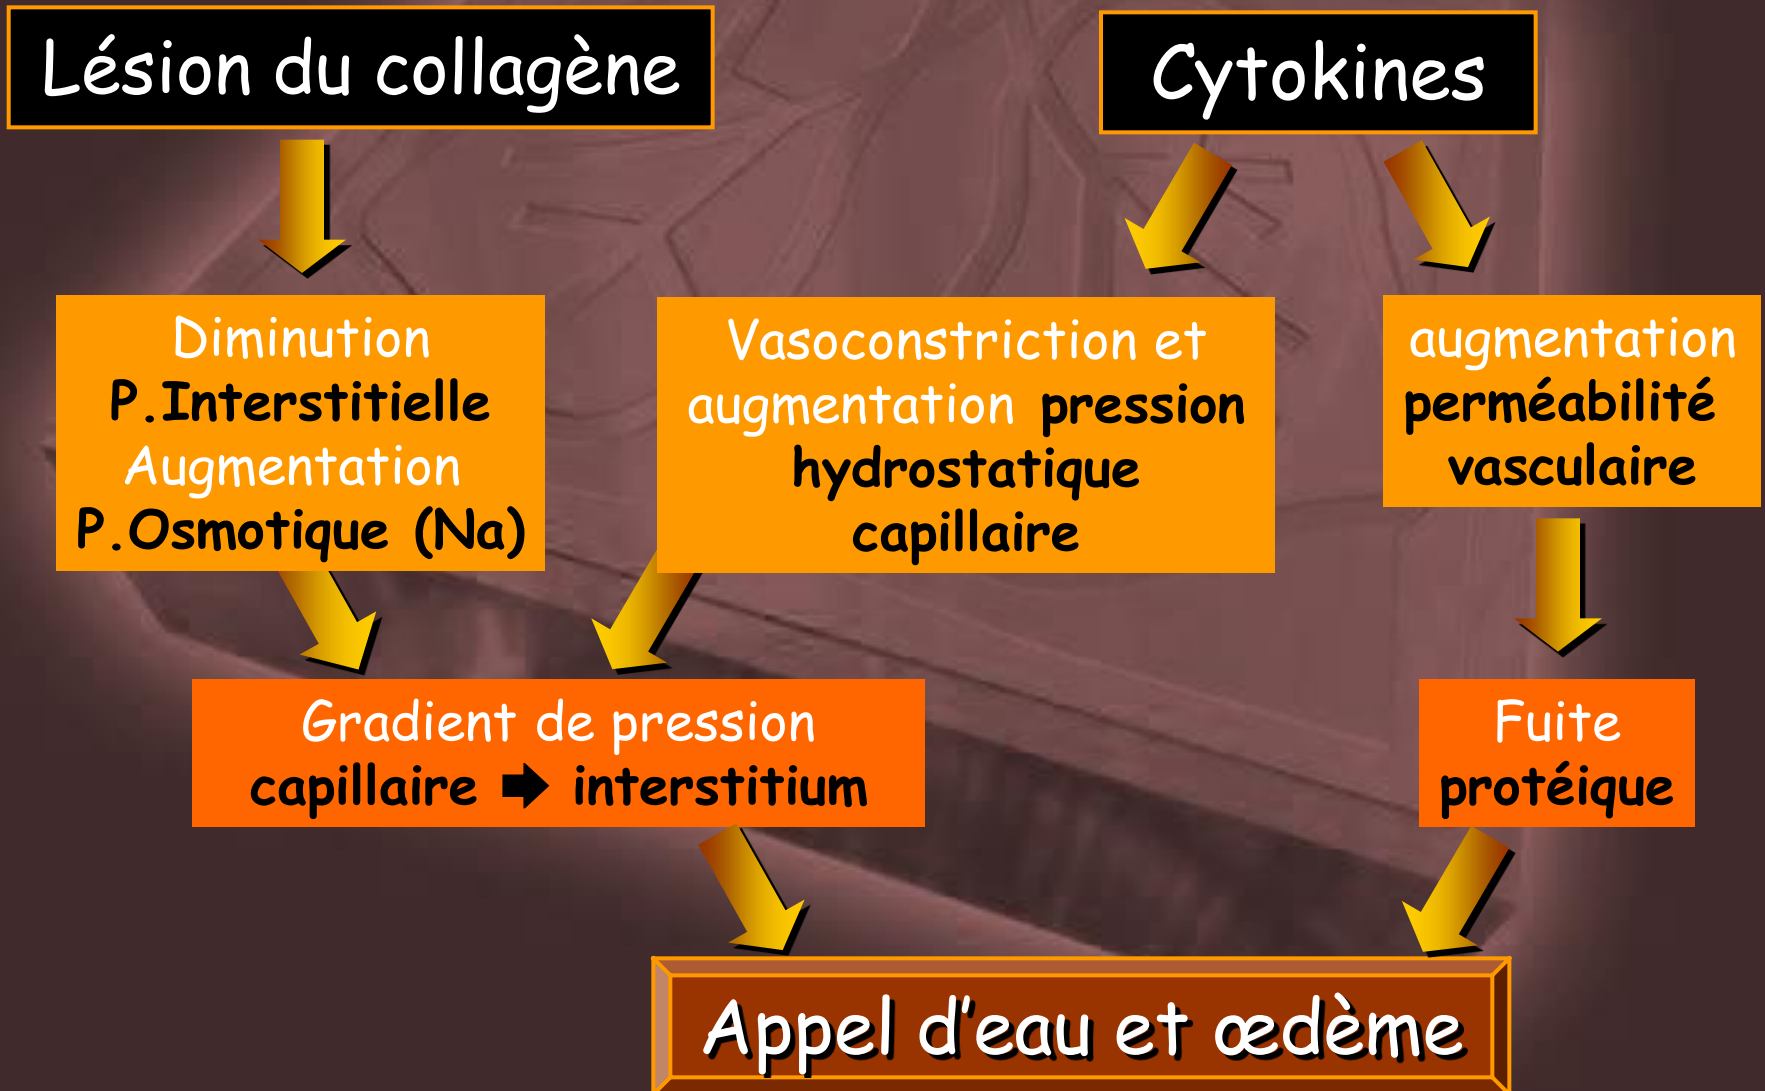 Lésion du collagène
Cytokines
Diminution
P.Interstitielle
Augmentation
P.Osmotique (Na)
Vasoconstriction et
augmentation pression
hydrostatique
capillaire
augmentation
perméabilité
vasculaire
Gradient de pression
capillaire 🡆 interstitium
Fuite
protéique
Appel d’eau et œdème